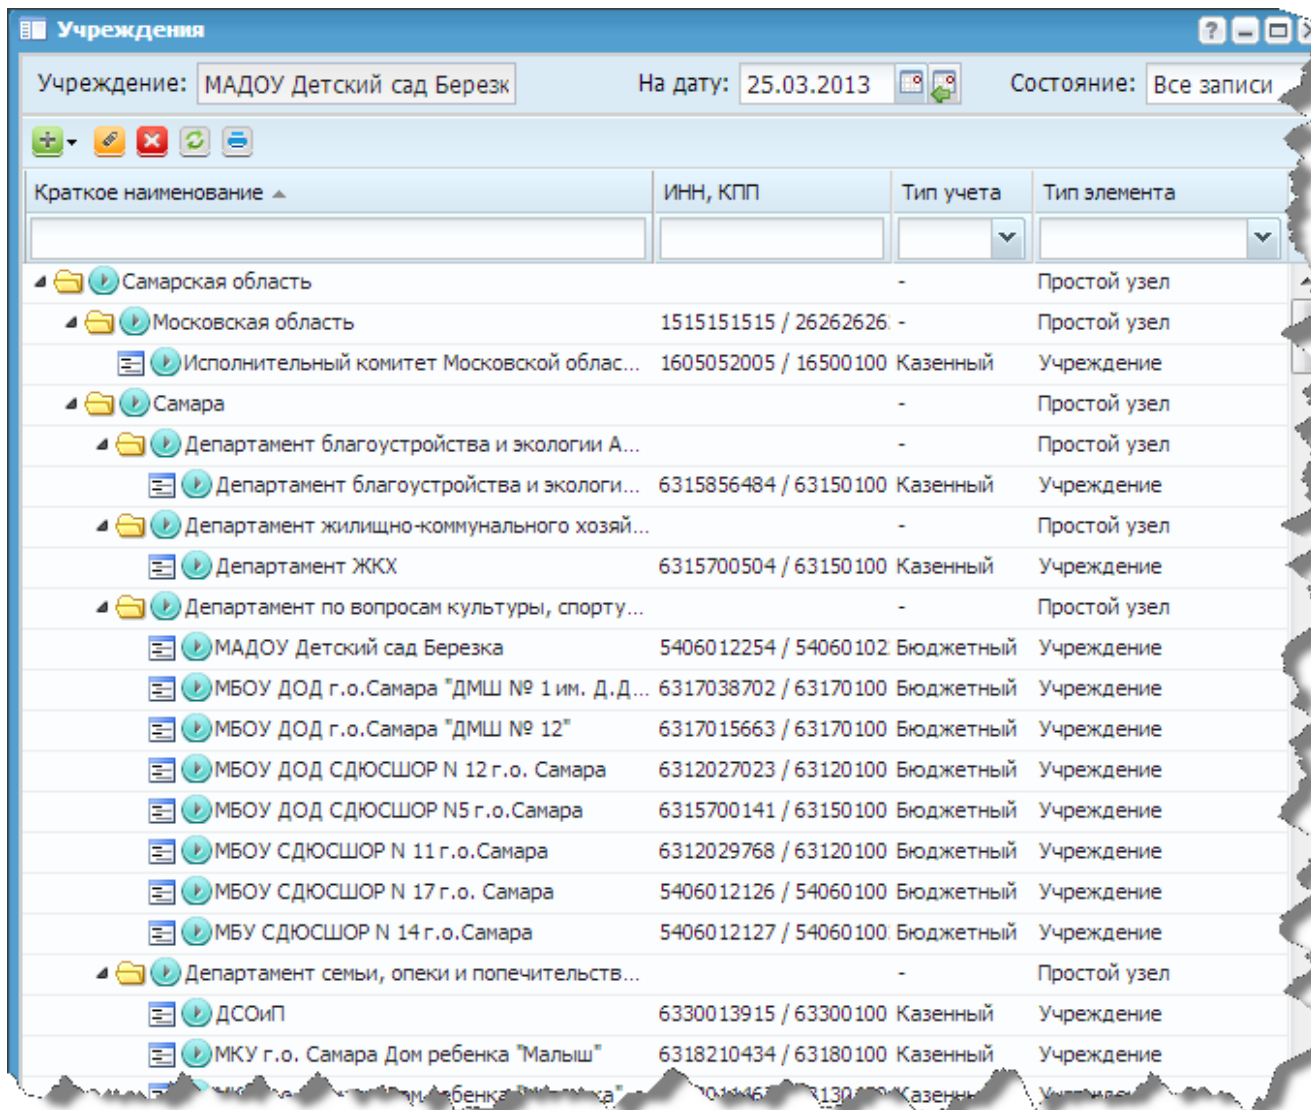 Учреждения
Учреждение: МАДОУ Детский сад Березк На дату: 25.03.2013 Состояние: Все записи
Краткое наименование ИНН, КПП Тип учета Тип элемента
Самарская область - Простой узел
Московская область 1515151515 / 26262626 - Простой узел
Исполнительный комитет Московской облас... 1605052005 / 16500100 Казенный Учреждение
Самара - Простой узел
Департамент благоустройства и экологии А... - Простой узел
Департамент благоустройства и экологи... 6315856484 / 63150100 Казенный Учреждение
Департамент жилищно-коммунального хозяй... - Простой узел
Департамент ЖКХ 6315700504 / 63150100 Казенный Учреждение
Департамент по вопросам культуры, спорту... - Простой узел
МАДОУ Детский сад Березка 5406012254 / 54060102 Бюджетный Учреждение
МБОУ ДОД г.о.Самара "ДМШ № 1 им. Д.Д... 6317038702 / 63170100 Бюджетный Учреждение
МБОУ ДОД г.о.Самара "ДМШ № 12" 6317015663 / 63170100 Бюджетный Учреждение
МБОУ ДОД СДЮСШОР N 12 г.о. Самара 6312027023 / 63120100 Бюджетный Учреждение
МБОУ ДОД СДЮСШОР N5 г.о.Самара 6315700141 / 63150100 Бюджетный Учреждение
МБОУ СДЮСШОР N 11 г.о.Самара 6312029768 / 63120100 Бюджетный Учреждение
МБОУ СДЮСШОР N 17 г.о. Самара 5406012126 / 54060100 Бюджетный Учреждение
МБУ СДЮСШОР N 14 г.о.Самара 5406012127 / 54060100 Бюджетный Учреждение
Департамент семьи, опеки и попечительств... - Простой узел
ДСОиП 6330013915 / 63300100 Казенный Учреждение
МКУ г.о. Самара Дом ребенка "Малыш" 6318210434 / 63180100 Казенный Учреждение